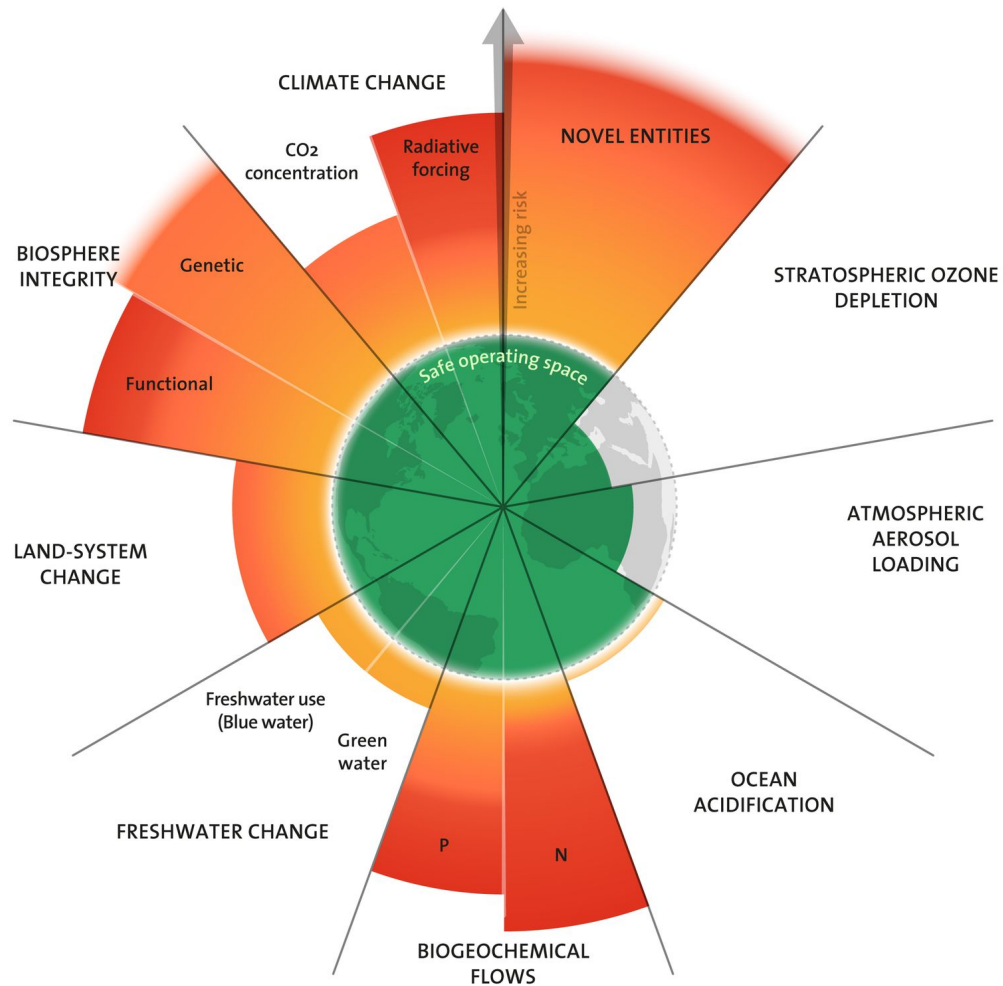 CLIMATE CHANGE
CO2
concentration
Radiative
forcing
NOVEL ENTITIES
Increasing risk
BIOSPHERE
INTEGRITY
Genetic
Functional
STRATOSPHERIC OZONE
DEPLETION
Safe operating space
ATMOSPHERIC
AEROSOL
LOADING
LAND-SYSTEM
CHANGE
Freshwater use
(Blue water)
Green
water
FRESHWATER CHANGE
OCEAN
ACIDIFICATION
P
N
BIOGEOCHEMICAL
FLOWS